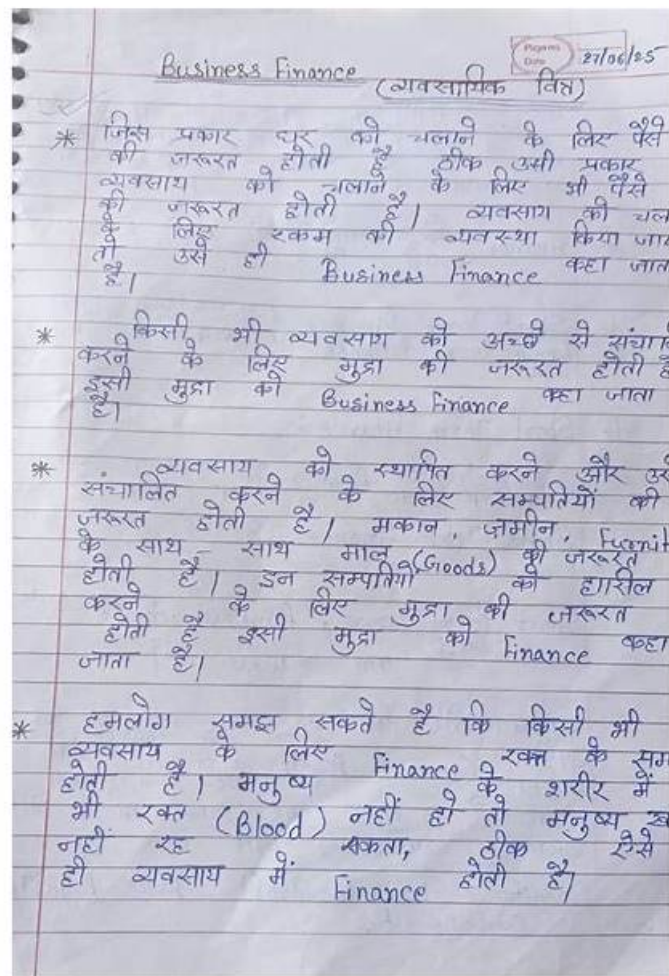 27/06/25
Business Finance (व्यवसायिक वित्त)
* जिस प्रकार घर को चलाने के लिए पैसे
की जरूरत होती है ठीक उसी प्रकार
व्यवसाय को चलाने के लिए भी पैसे
की जरूरत होती है। व्यवसाय को चल
के लिए रकम की व्यवस्था किया जा
तो उसे ही Business Finance कहा जात
है।
* किसी भी व्यवसाय को अच्छे से संचालि
करने के लिए मुद्रा की जरूरत होती है
इसी मुद्रा को Business Finance कहा जाता
है।
* व्यवसाय को स्थापित करने और उसे
संचालित करने के लिए सम्पतियों की
जरूरत होती है। मकान, जमीन, Furnit
के साथ-साथ माल (Goods) की जरूरत
होती है। इन सम्पतियों को हासिल
करने के लिए मुद्रा की जरूरत
होती है इसी मुद्रा को Finance कहा
जाता है।
* हमलोग समझ सकते है कि किसी भी
व्यवसाय के लिए Finance रक्त के सम
होती है। मनुष्य के शरीर में
भी रक्त (Blood) नहीं हो तो मनुष्य
नहीं रह सकता, ठीक ऐसे
ही व्यवसाय में Finance होती है।